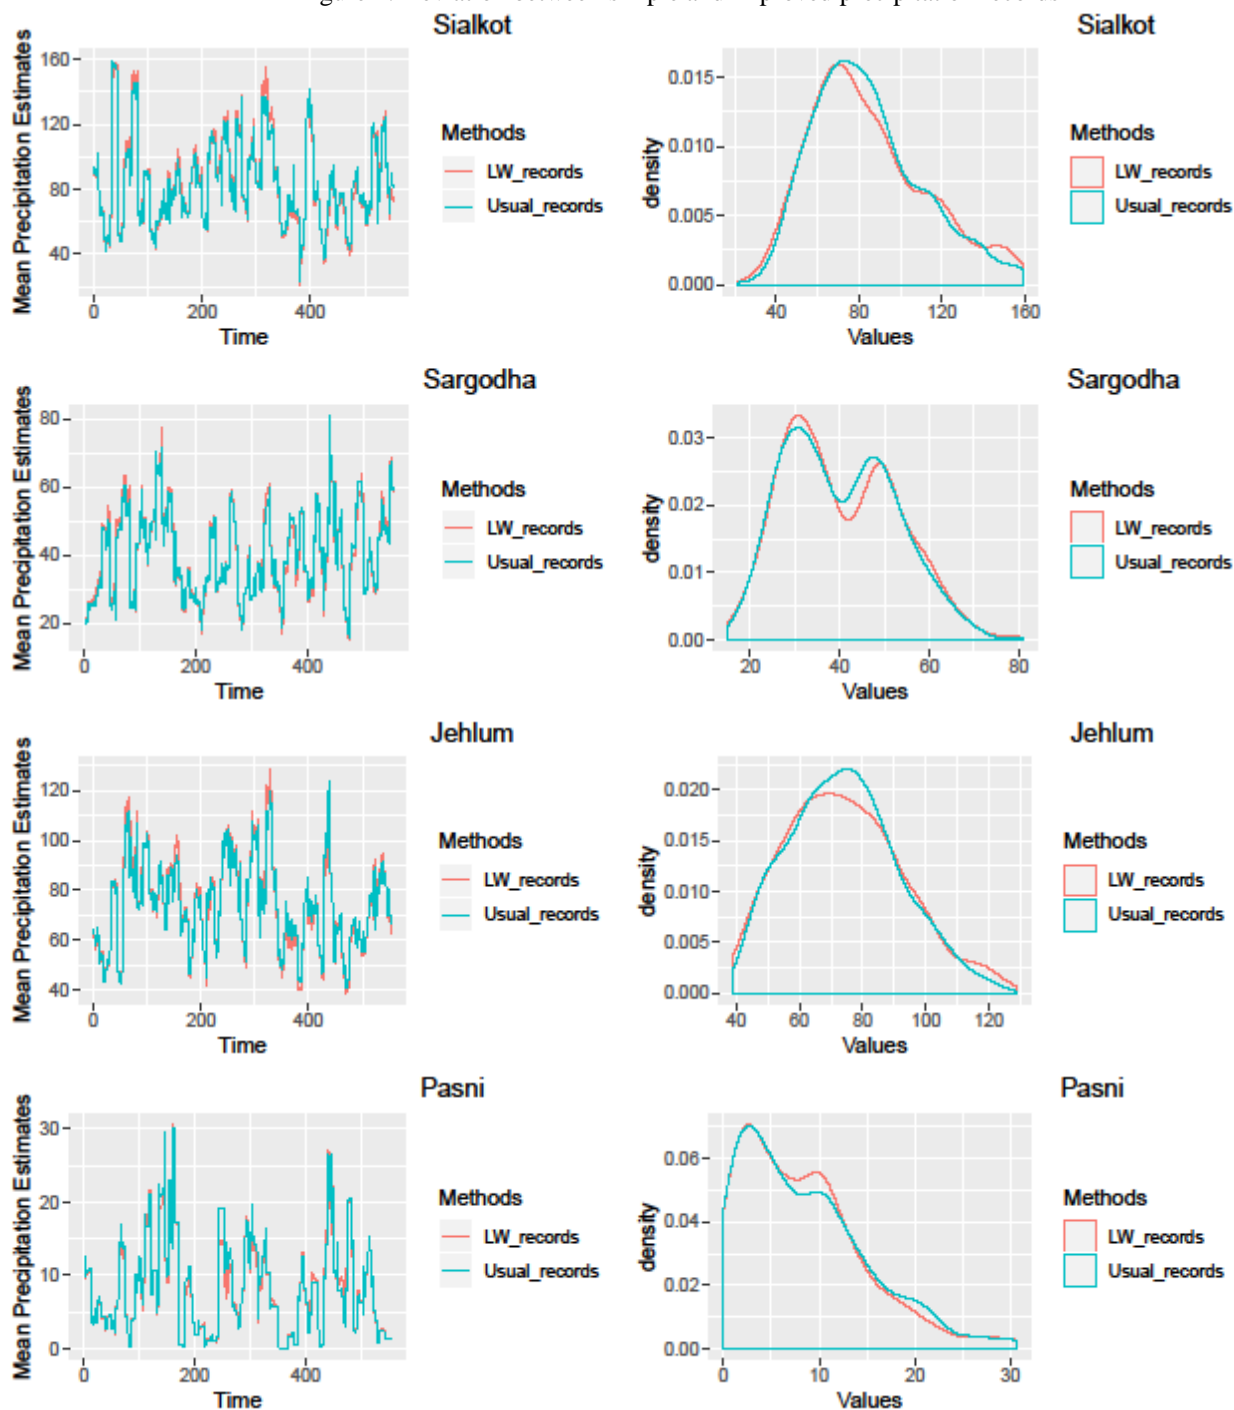 Sialkot
Mean Precipitation Estimates
160
120
80
40
0 200 400
Time
Methods
LW_records
Usual_records
Sialkot
density
0.015
0.010
0.005
0.000
40 80 120 160
Values
Methods
LW_records
Usual_records
Sargodha
Mean Precipitation Estimates
80
60
40
20
0 200 400
Time
Methods
LW_records
Usual_records
Sargodha
density
0.03
0.02
0.01
0.00
20 40 60 80
Values
Methods
LW_records
Usual_records
Jehlum
Mean Precipitation Estimates
120
100
80
60
40
0 200 400
Time
Methods
LW_records
Usual_records
Jehlum
density
0.020
0.015
0.010
0.005
0.000
40 60 80 100 120
Values
Methods
LW_records
Usual_records
Pasni
Mean Precipitation Estimates
30
20
10
0
0 200 400
Time
Methods
LW_records
Usual_records
Pasni
density
0.06
0.04
0.02
0.00
0 10 20 30
Values
Methods
LW_records
Usual_records